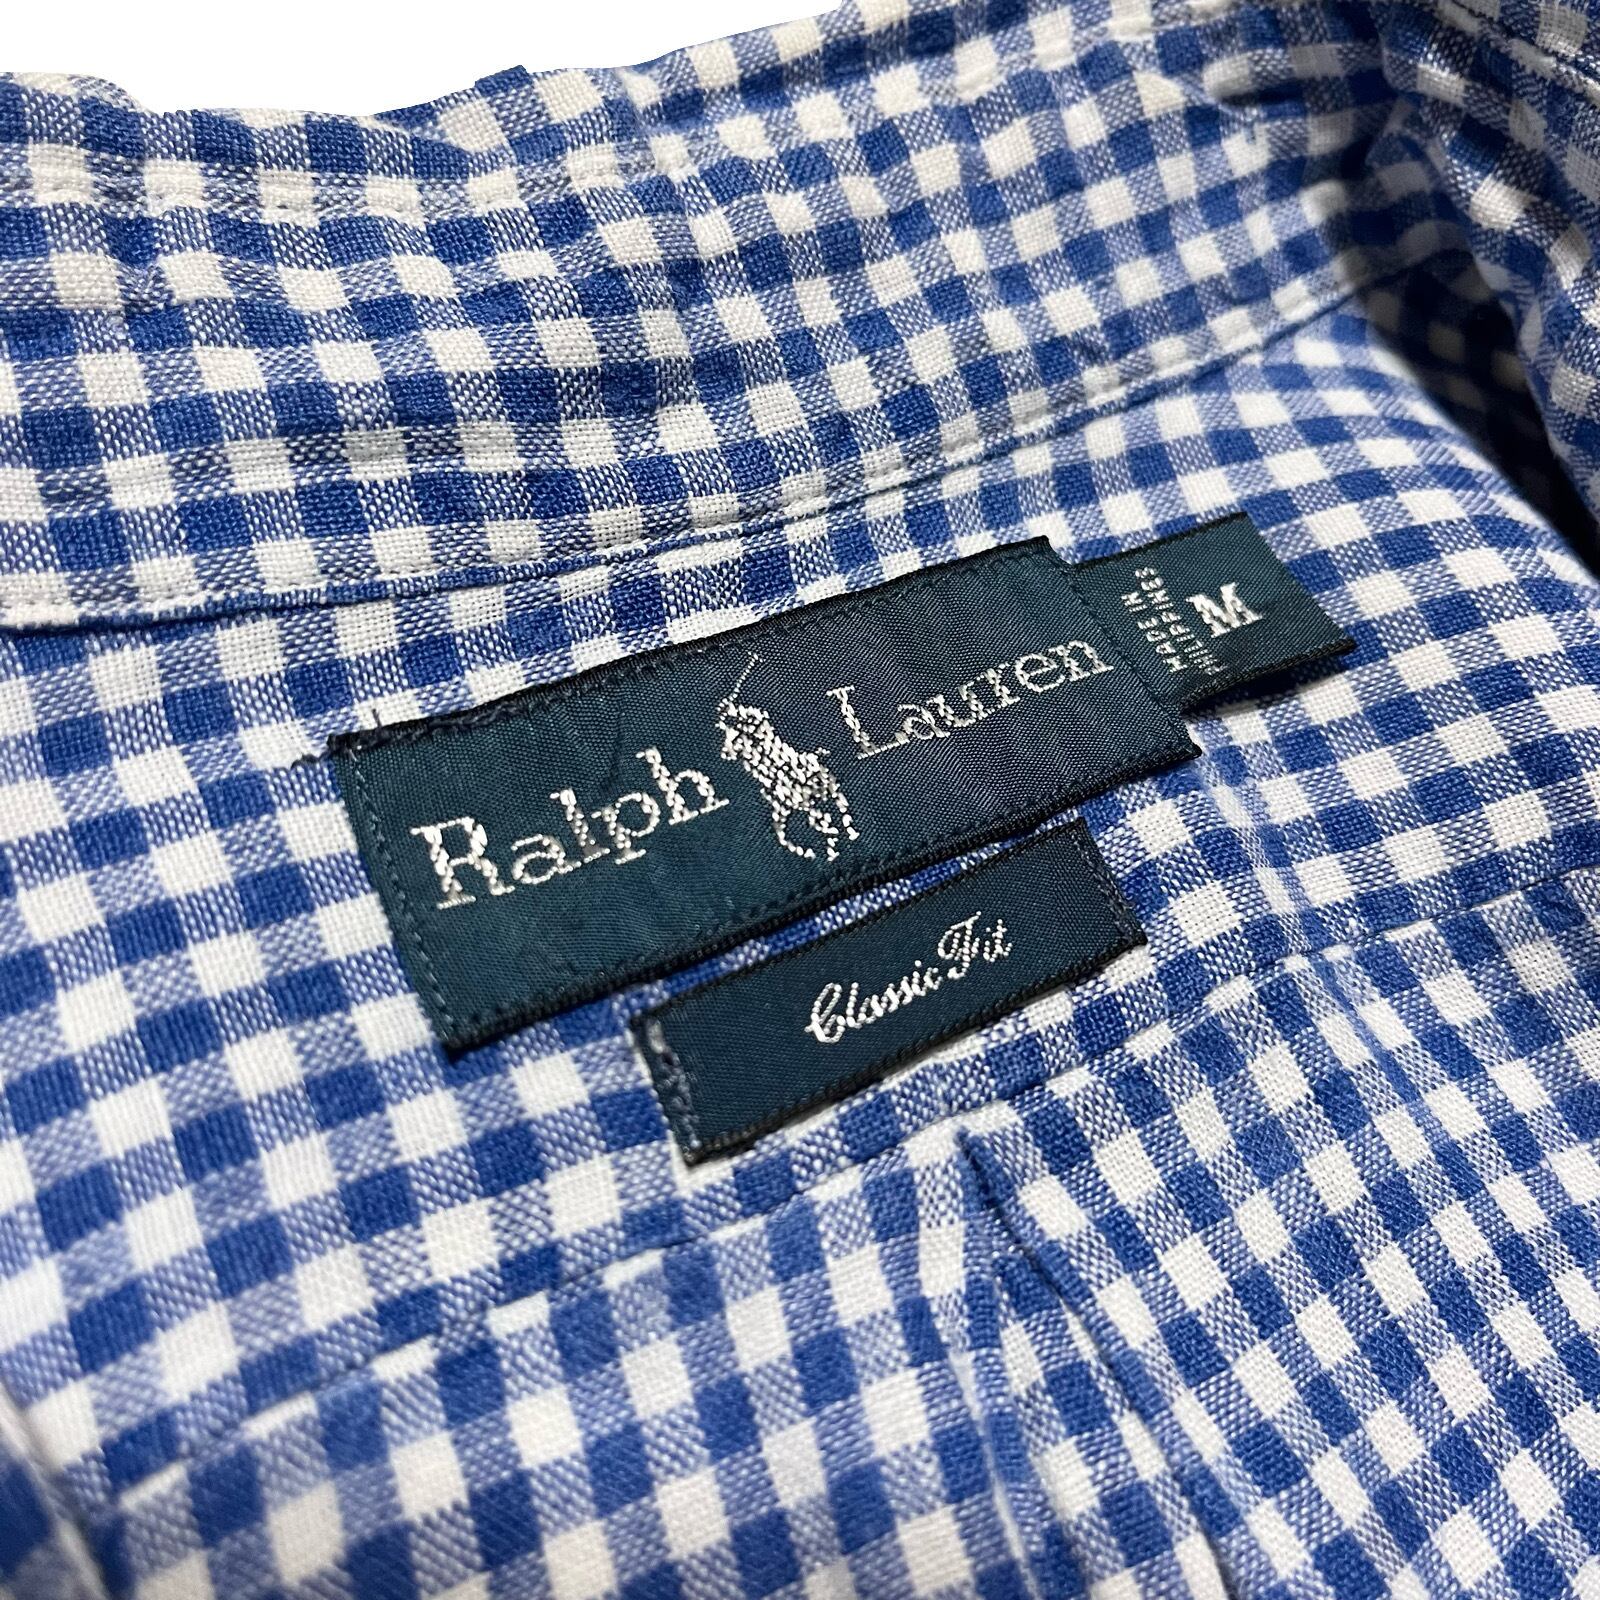 Ralph Lauren
MADE IN
PHILIPPINES
M
Classic Fit